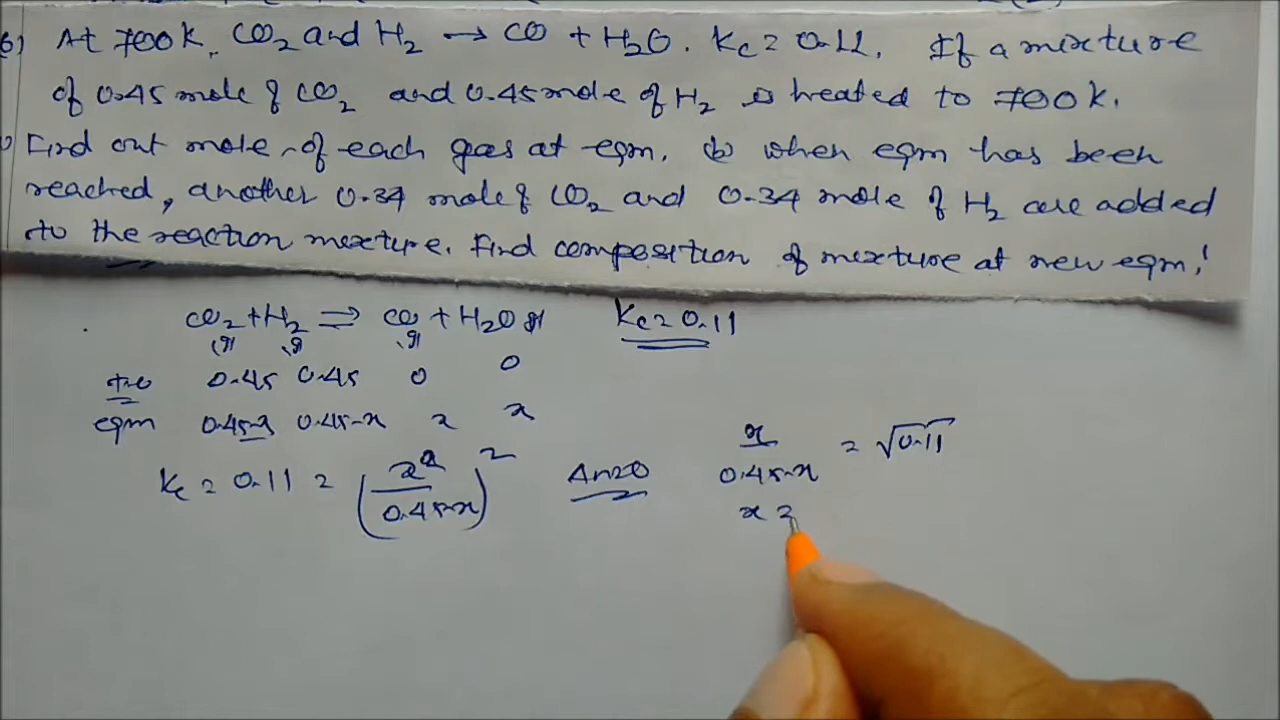 6) At 700k, CO2 and H2 → CO + H2O. Kc = 0.11. If a mixture
of 0.45 mole of CO2 and 0.45 mole of H2 is heated to 700k.
Find out mole of each gas at eqm. (b) when eqm has been
reached, another 0.34 mole of CO2 and 0.34 mole of H2 are added
to the reaction mixture. Find composition of mixture at new eqm!
CO2 + H2 ⇌ CO + H2O g) Kc = 0.11
(g) (g) (g)
t=0 0.45 0.45 0 0
eqm 0.45-x 0.45-x x x
Kc = 0.11 = (x/0.45-x)^2 Δn=0 x/0.45-x = √0.11
x =